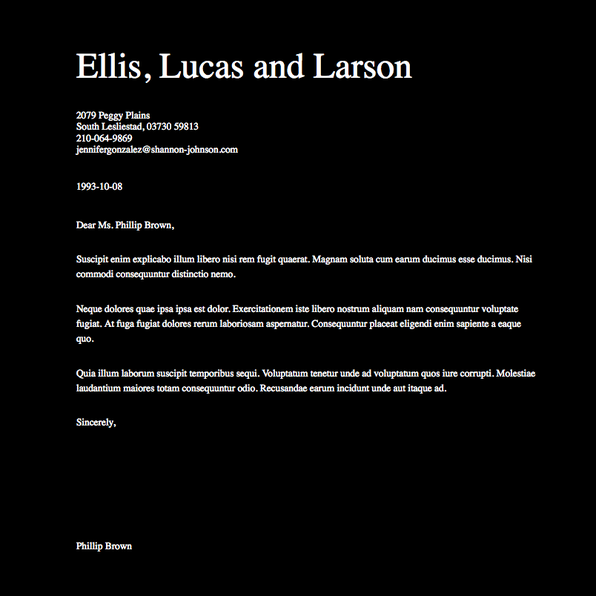 Ellis, Lucas and Larson
2079 Peggy Plains
South Lesliestad, 03730 59813
210-064-9869
jennifergonzalez@shannon-johnson.com
1993-10-08
Dear Ms. Phillip Brown,
Suscipit enim explicabo illum libero nisi rem fugit quaerat. Magnam soluta cum earum ducimus esse ducimus. Nisi
commodi consequuntur distinctio nemo.
Neque dolores quae ipsa ipsa est dolor. Exercitationem iste libero nostrum aliquam nam consequuntur voluptate
fugiat. At fuga fugiat dolores rerum laboriosam aspernatur. Consequuntur placeat eligendi enim sapiente a eaque
quo.
Quia illum laborum suscipit temporibus sequi. Voluptatum tenetur unde ad voluptatum quos iure corrupti. Molestiae
laudantium maiores totam consequuntur odio. Recusandae earum incidunt unde aut itaque ad.
Sincerely,
Phillip Brown